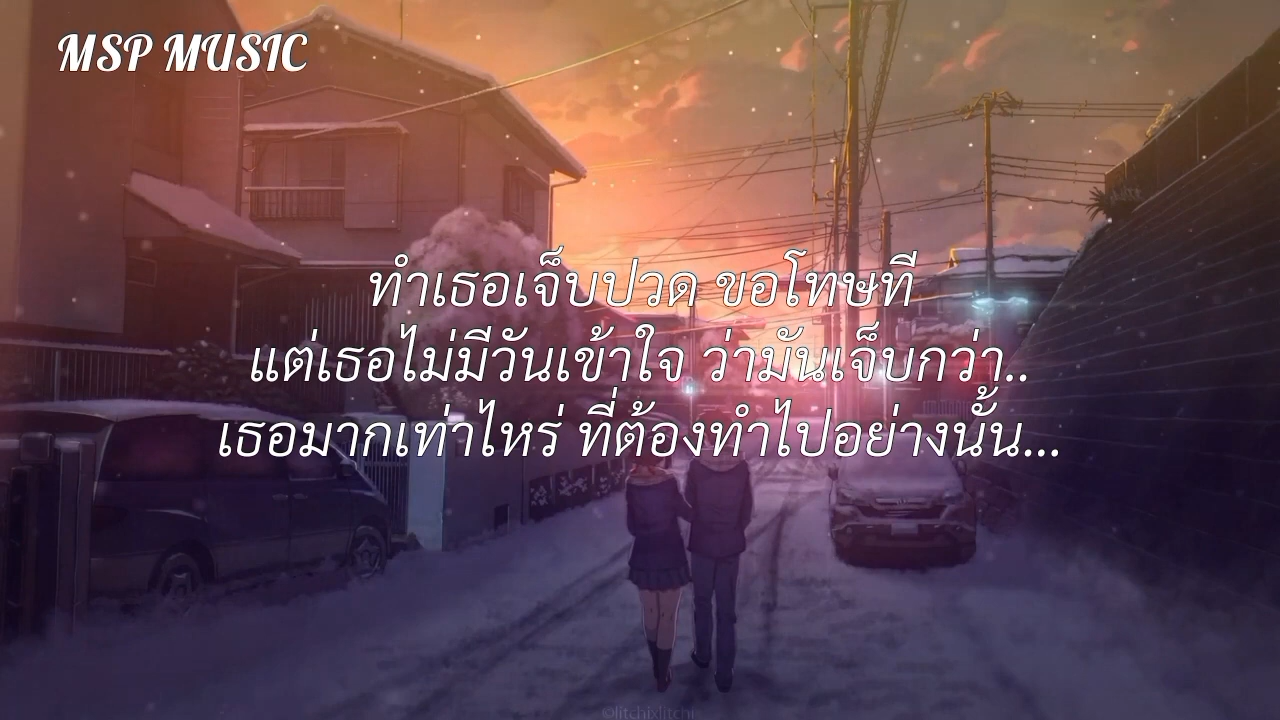 MSP MUSIC
ทำเธอเจ็บปวด ขอโทษที
แต่เธอไม่มีวันเข้าใจ ว่ามันเจ็บกว่า..
เธอมากเท่าไหร่ ที่ต้องทำไปอย่างนั้น...
©litchixlitchi